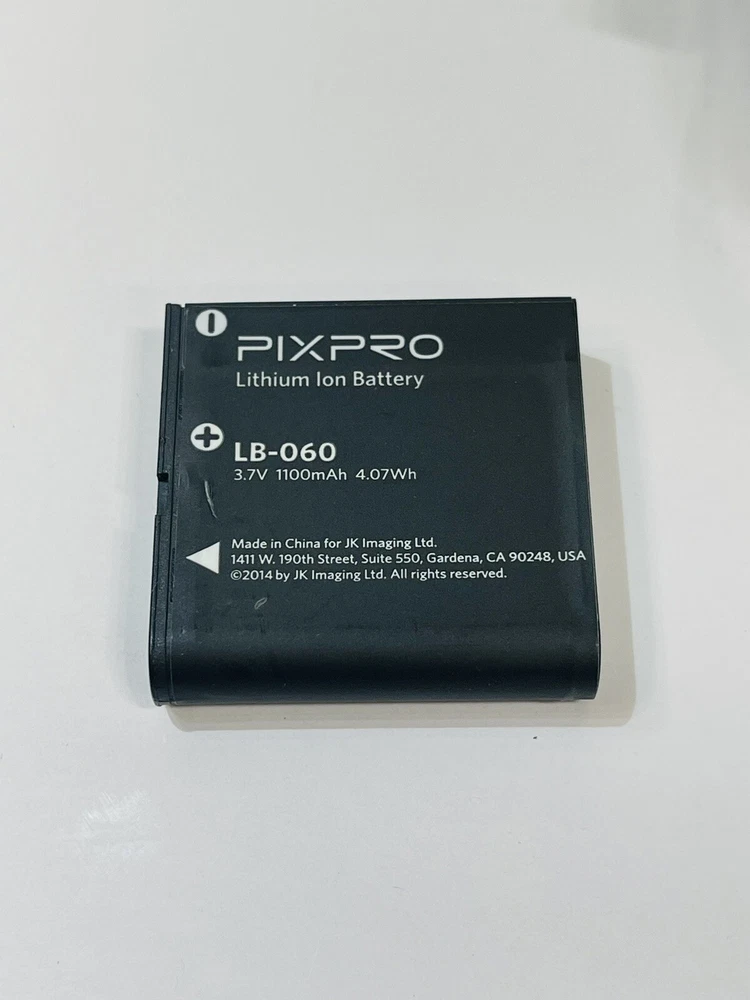 PIXPRO
Lithium Ion Battery
LB-060
3.7V 1100mAh 4.07Wh
Made in China for JK Imaging Ltd.
1411 W. 190th Street, Suite 550, Gardena, CA 90248, USA
©2014 by JK Imaging Ltd. All rights reserved.